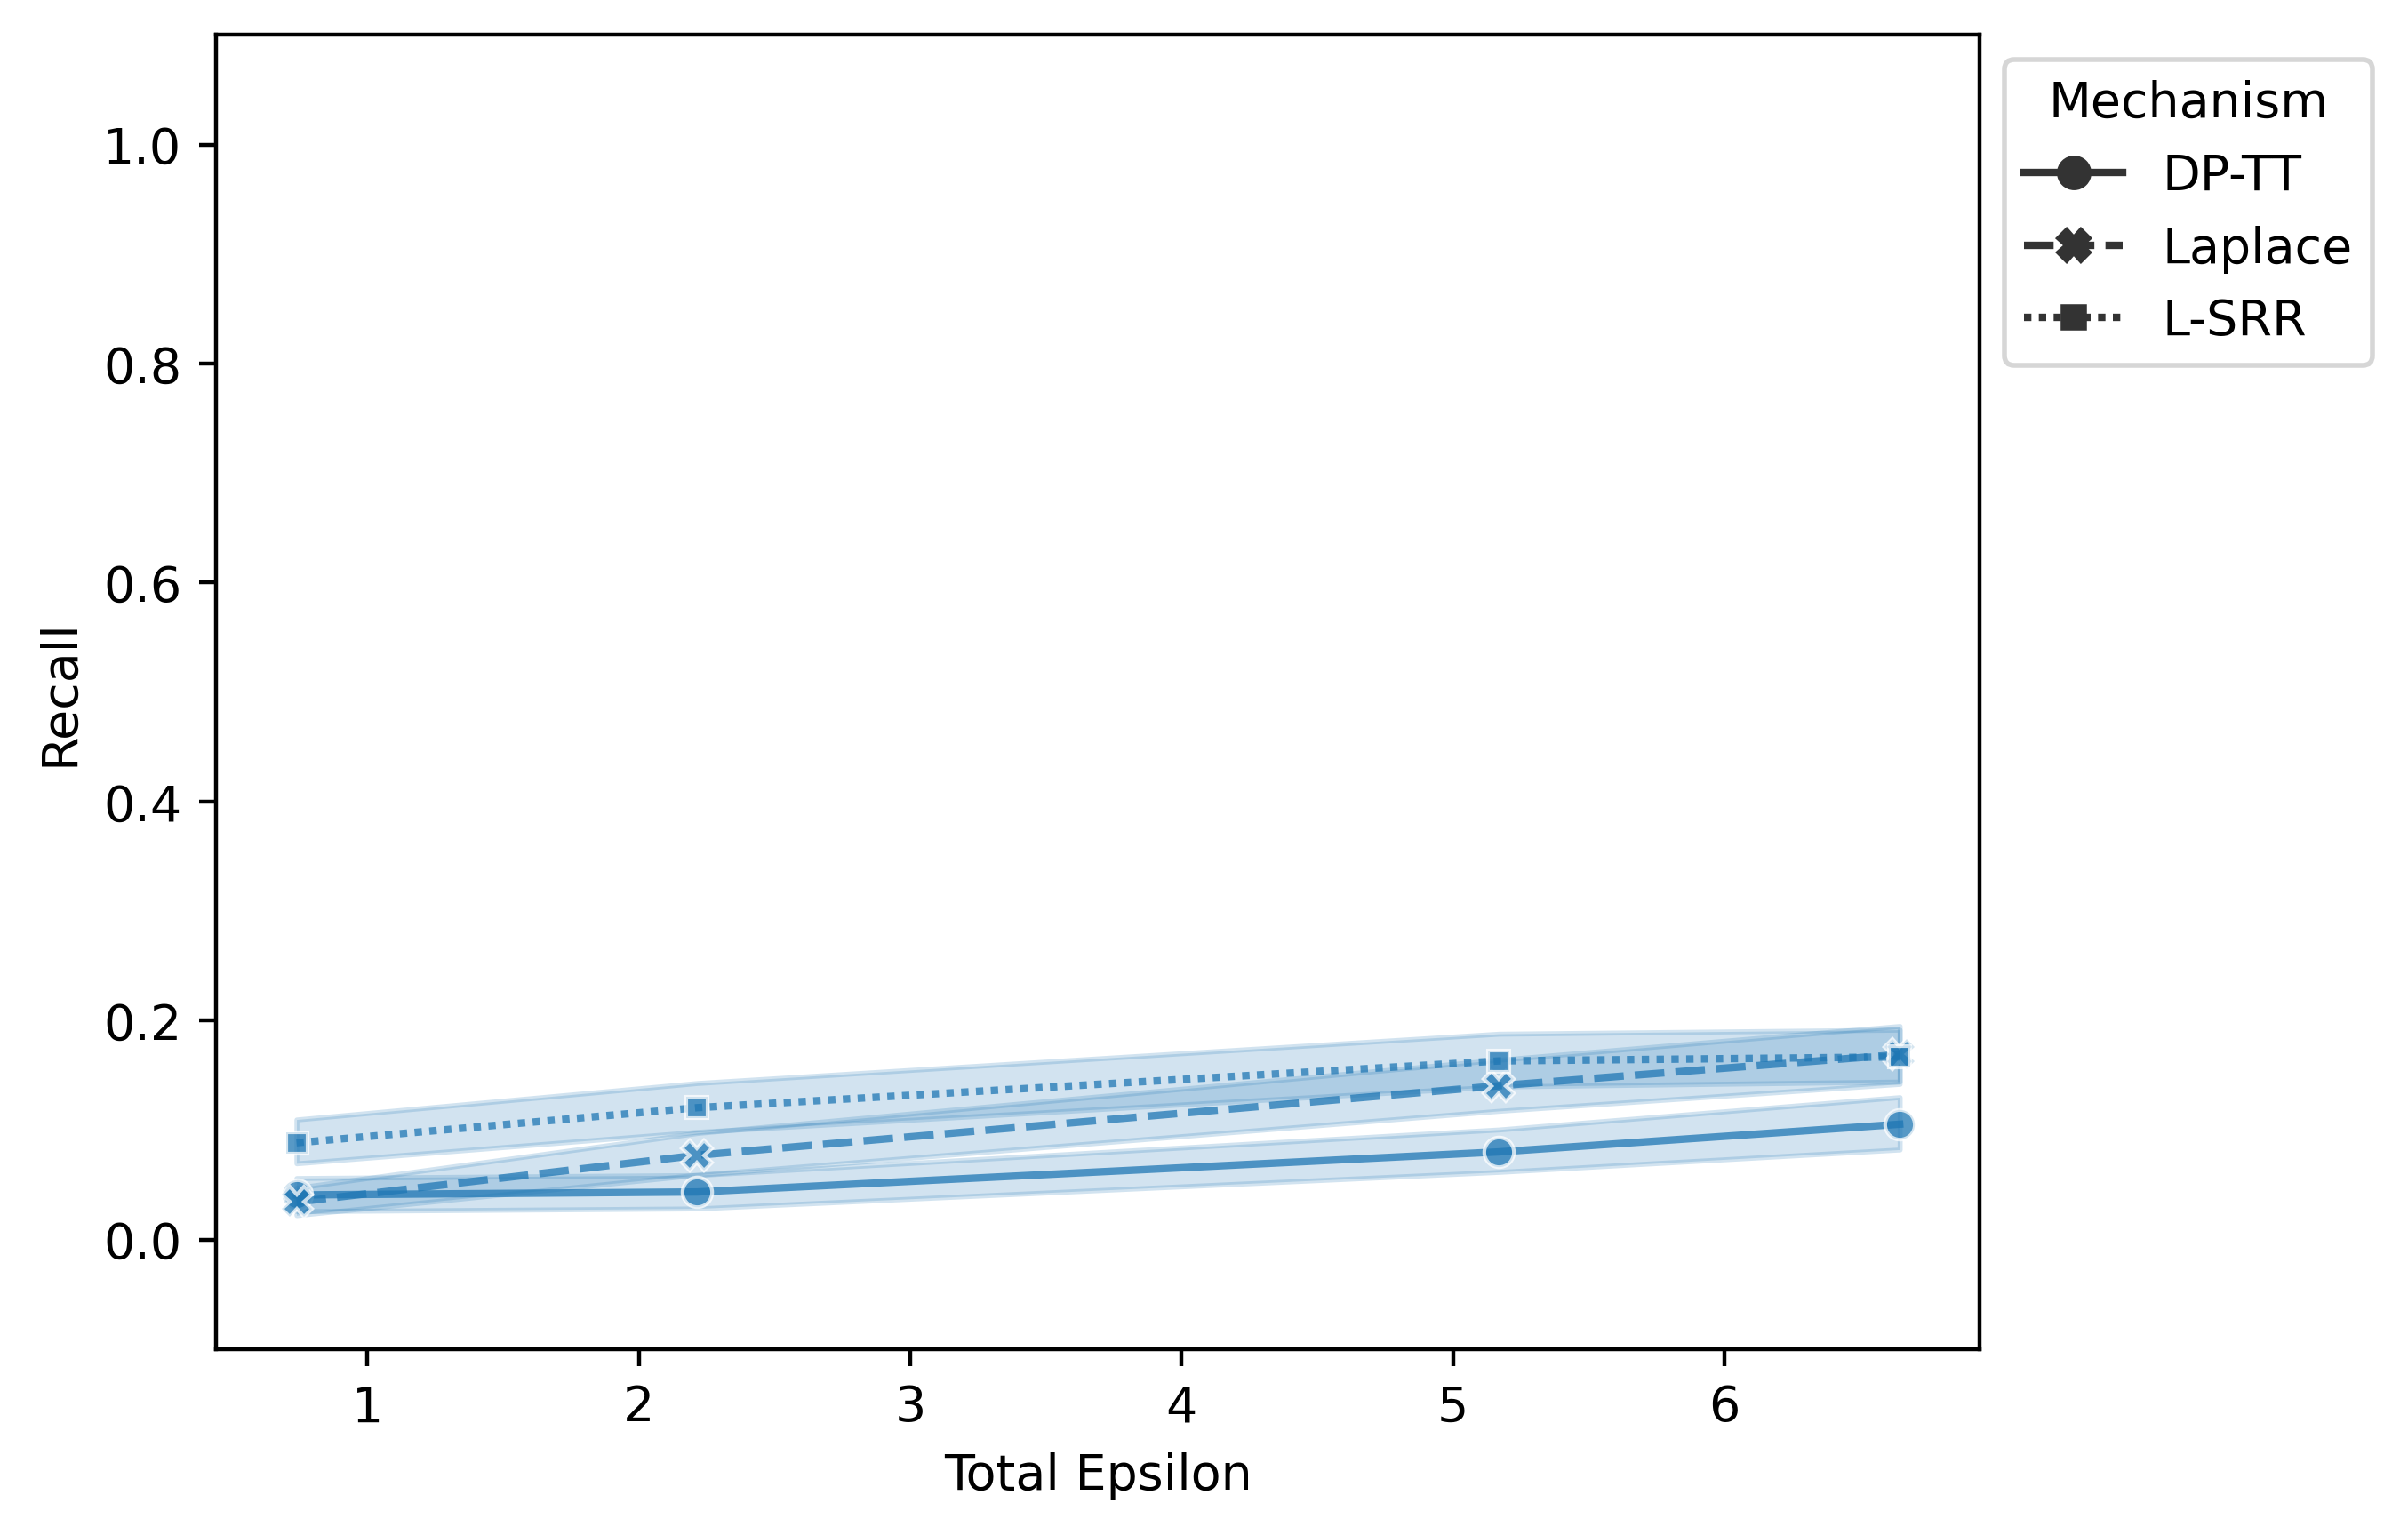 1.0
0.8
0.6
0.4
0.2
0.0
Recall
1 2 3 4 5 6
Total Epsilon
Mechanism
DP-TT
Laplace
L-SRR